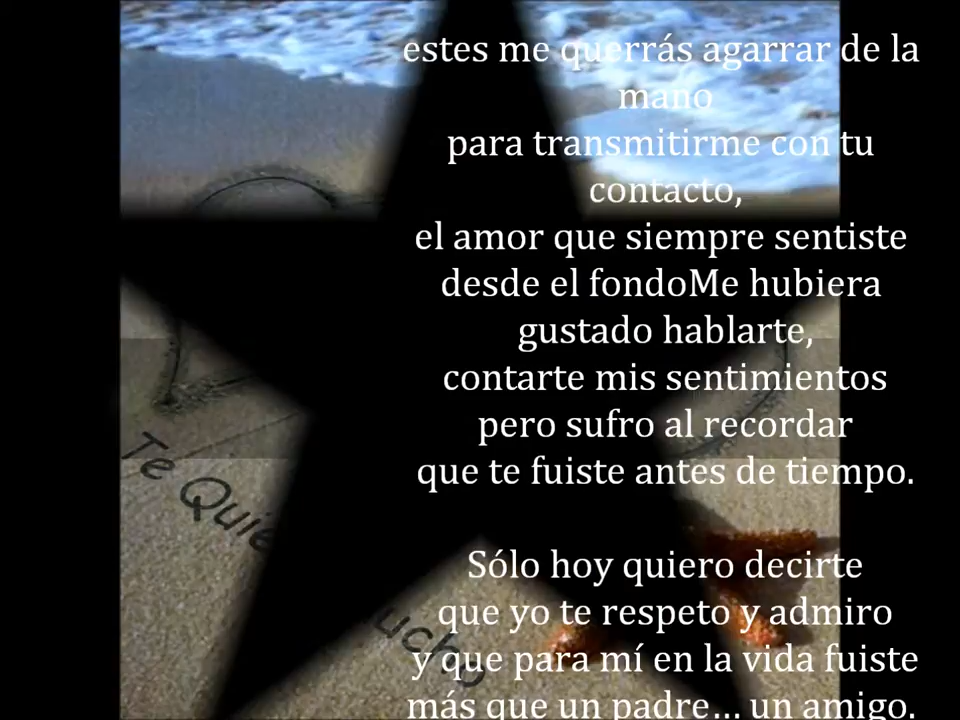 estes me querrás agarrar de la
mano
para transmitirme con tu
contacto,
el amor que siempre sentiste
desde el fondoMe hubiera
gustado hablarte,
contarte mis sentimientos
pero sufro al recordar
que te fuiste antes de tiempo.
Sólo hoy quiero decirte
que yo te respeto y admiro
y que para mí en la vida fuiste
más que un padre... un amigo.
Te Quie
ucho